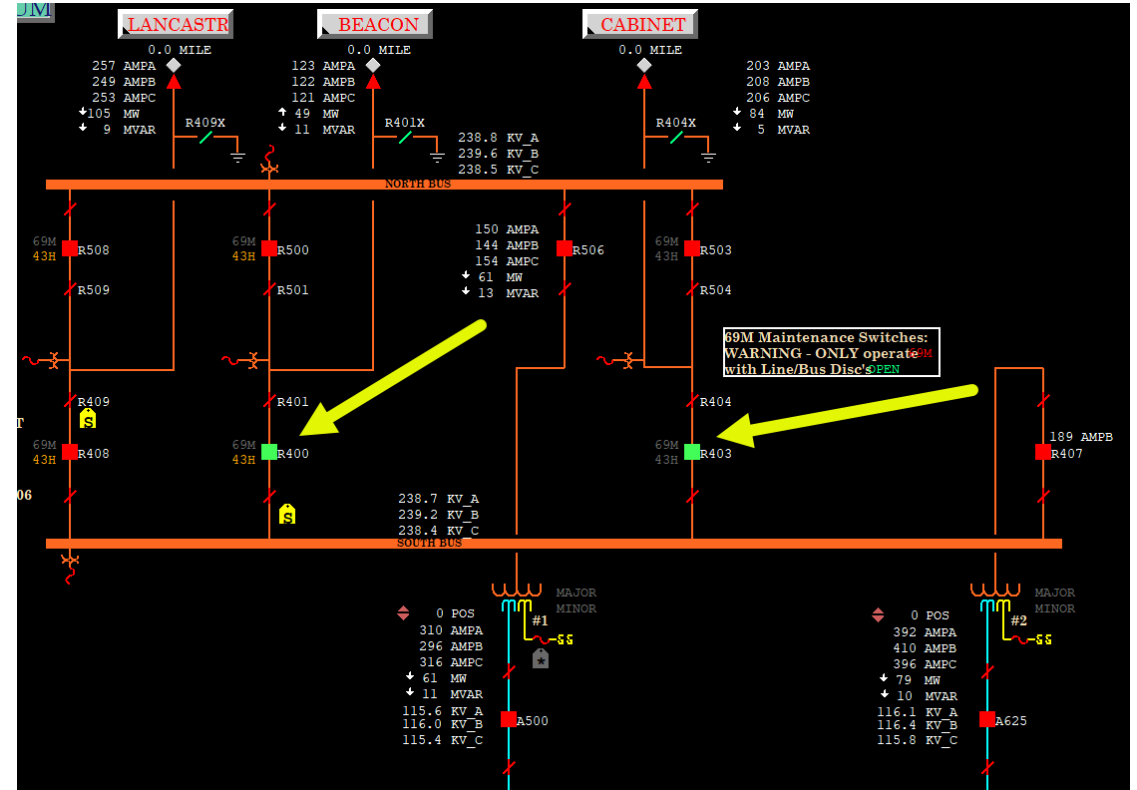 UM
LANCASTR
BEACON
CABINET
0.0 MILE
0.0 MILE
0.0 MILE
257 AMPA
249 AMPB
253 AMPC
105 MW
9 MVAR
R409X
123 AMPA
122 AMPB
121 AMPC
49 MW
11 MVAR
R401X
238.8 KV_A
239.6 KV_B
238.5 KV_C
R404X
203 AMPA
208 AMPB
206 AMPC
84 MW
5 MVAR
NORTH BUS
69M
43H
R508
R509
69M
43H
R500
R501
150 AMPA
144 AMPB
154 AMPC
61 MW
13 MVAR
R506
69M
43H
R503
R504
69M Maintenance Switches:
WARNING - ONLY operate
with Line/Bus Disc's
69M
OPEN
R409
S
69M
43H
R408
R401
69M
43H
R400
S
R404
69M
43H
R403
189 AMPB
R407
T
06
238.7 KV_A
239.2 KV_B
238.4 KV_C
SOUTH BUS
MAJOR
MINOR
#1
0 POS
310 AMPA
296 AMPB
316 AMPC
61 MW
11 MVAR
115.6 KV_A
116.0 KV_B
115.4 KV_C
A500
MAJOR
MINOR
#2
0 POS
392 AMPA
410 AMPB
396 AMPC
79 MW
10 MVAR
116.1 KV_A
116.4 KV_B
115.8 KV_C
A625